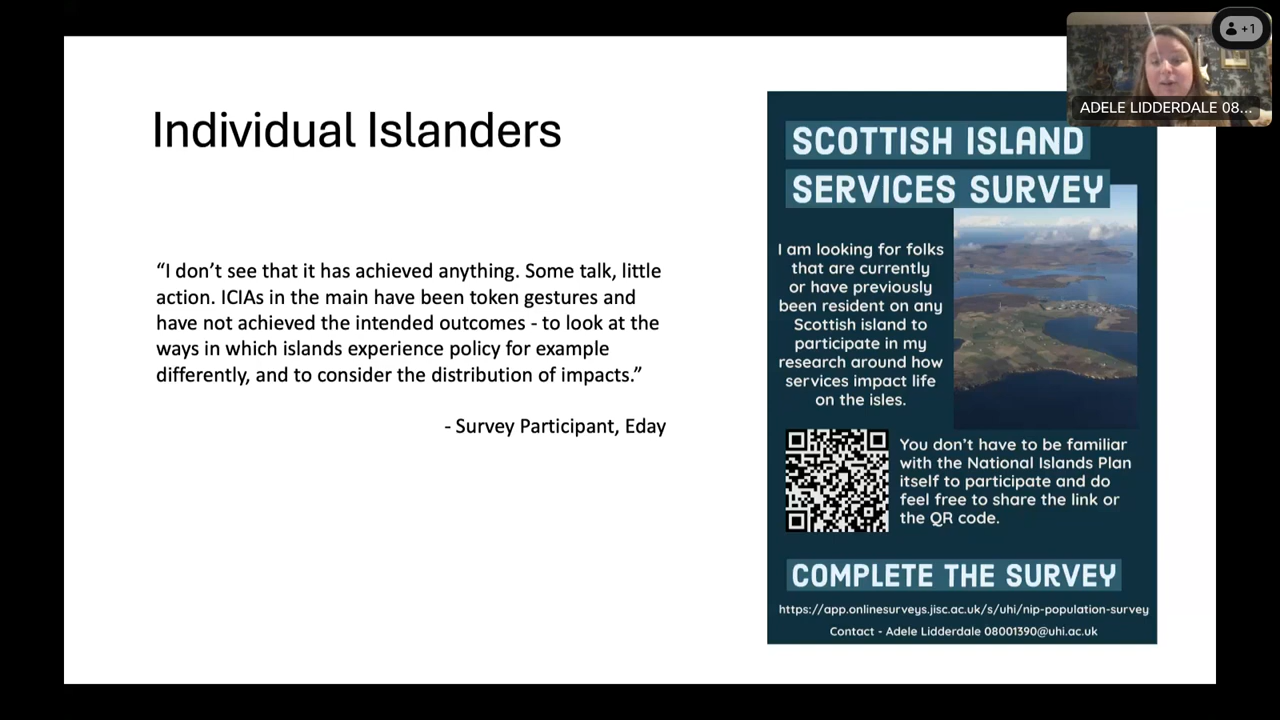 Individual Islanders
“I don’t see that it has achieved anything. Some talk, little
action. ICIAs in the main have been token gestures and
have not achieved the intended outcomes - to look at the
ways in which islands experience policy for example
differently, and to consider the distribution of impacts.”
- Survey Participant, Eday
SCOTTISH ISLAND
SERVICES SURVEY
I am looking for folks
that are currently
or have previously
been resident on any
Scottish island to
participate in my
research around how
services impact life
on the isles.
You don’t have to be familiar
with the National Islands Plan
itself to participate and do
feel free to share the link or
the QR code.
COMPLETE THE SURVEY
https://app.onlinesurveys.jisc.ac.uk/s/uhi/nip-population-survey
Contact - Adele Lidderdale 08001390@uhi.ac.uk
+1
ADELE LIDDERDALE 08...